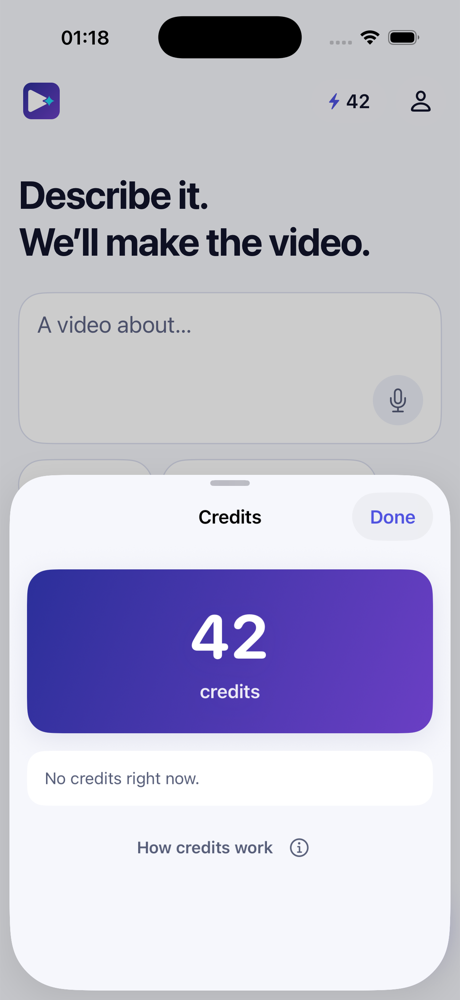 01:18
42
Describe it.
We'll make the video.
A video about...
Credits
Done
42
credits
No credits right now.
How credits work